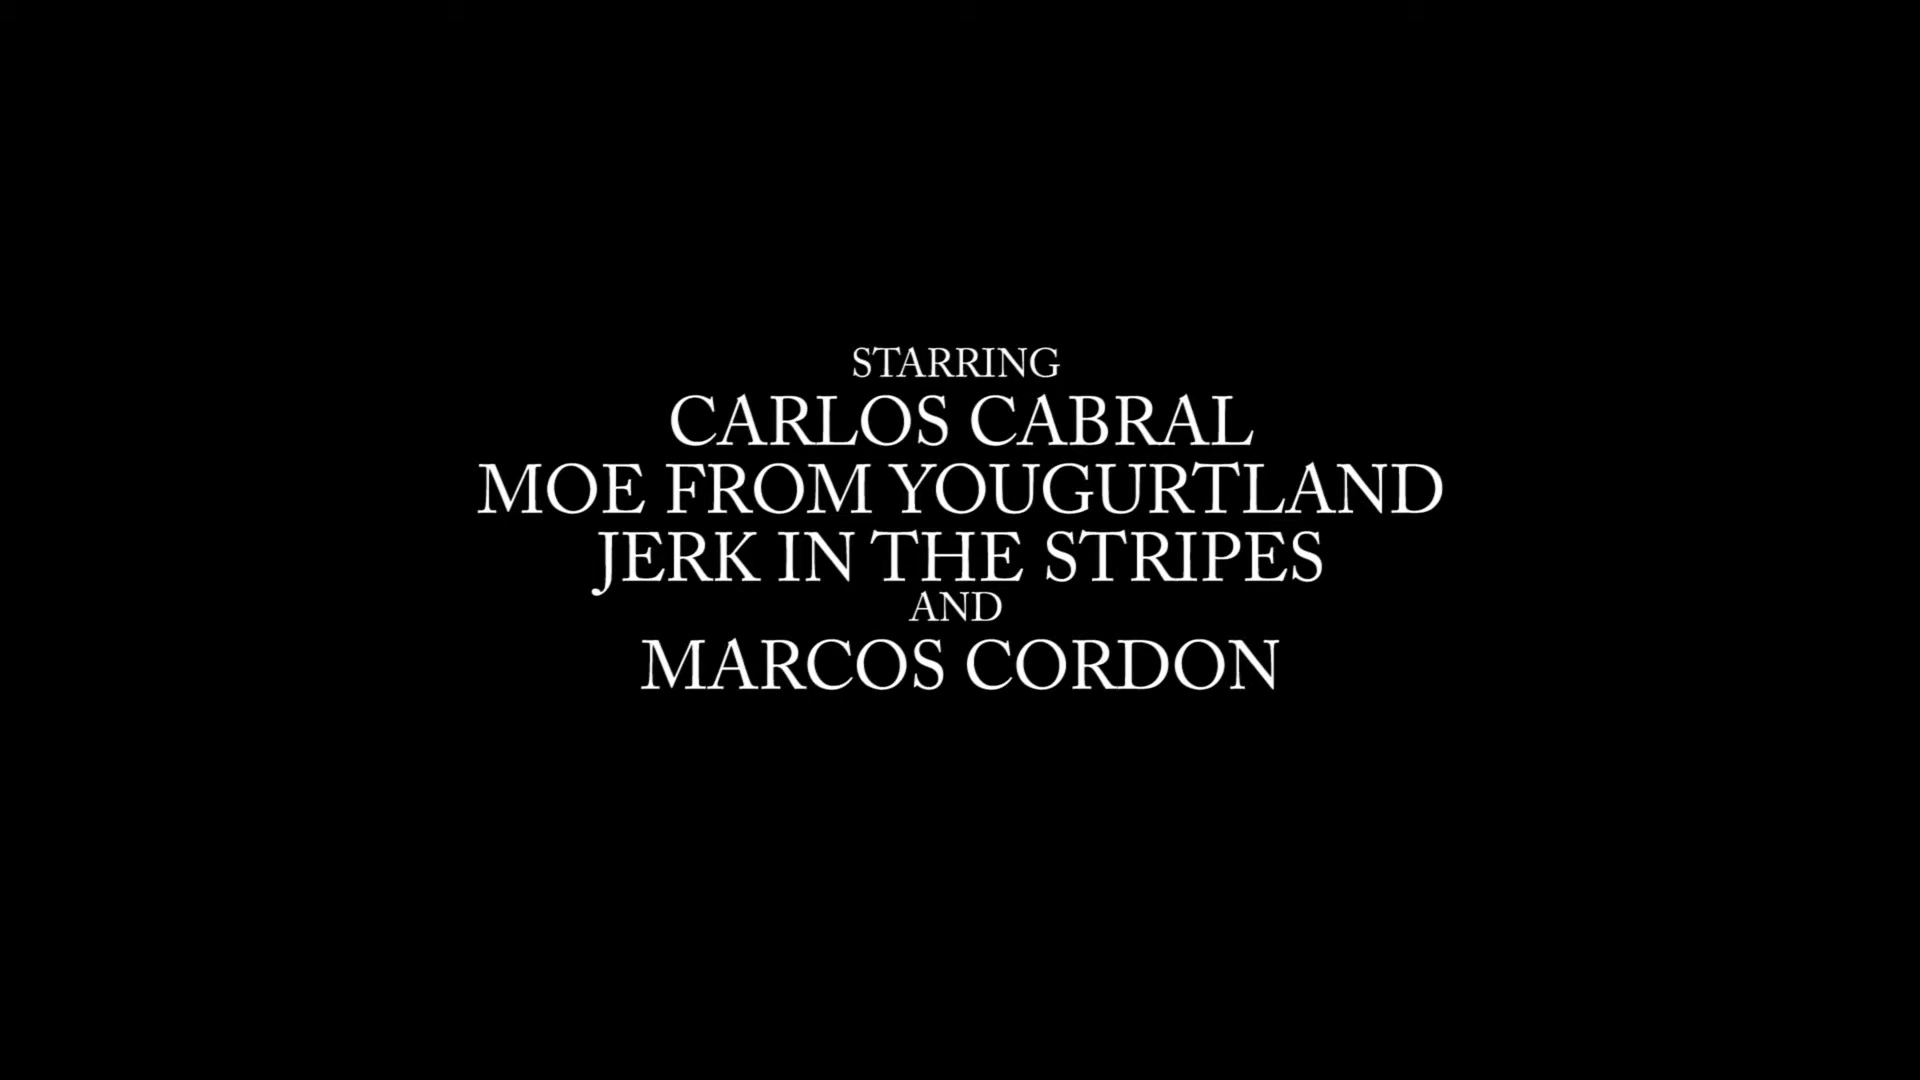 STARRING
CARLOS CABRAL
MOE FROM YOUGURTLAND
JERK IN THE STRIPES
AND
MARCOS CORDON